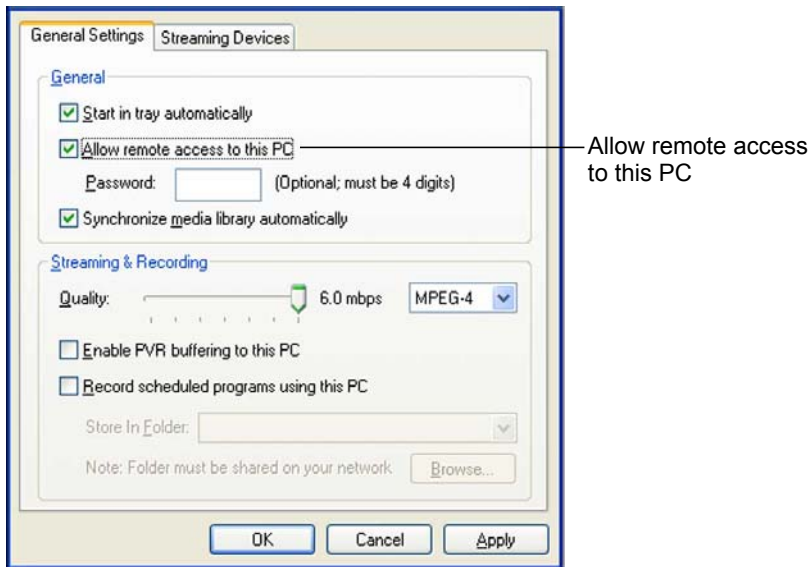 General Settings Streaming Devices
General
Start in tray automatically
Allow remote access to this PC
Password: (Optional; must be 4 digits)
Synchronize media library automatically
Streaming & Recording
Quality: 6.0 mbps MPEG-4
Enable PVR buffering to this PC
Record scheduled programs using this PC
Store In Folder:
Note: Folder must be shared on your network Browse...
OK Cancel Apply
Allow remote access
to this PC